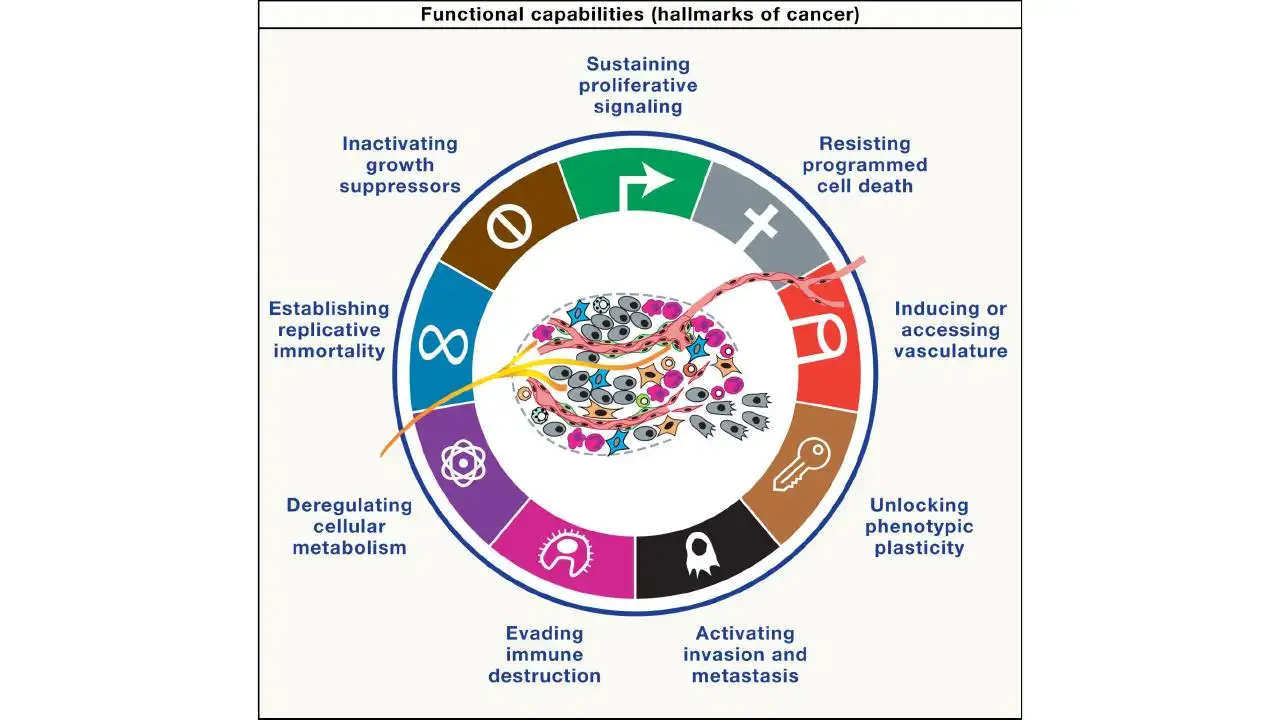 Functional capabilities (hallmarks of cancer)
Sustaining
proliferative
signaling
Resisting
programmed
cell death
Inducing or
accessing
vasculature
Unlocking
phenotypic
plasticity
Activating
invasion and
metastasis
Evading
immune
destruction
Deregulating
cellular
metabolism
Establishing
replicative
immortality
Inactivating
growth
suppressors